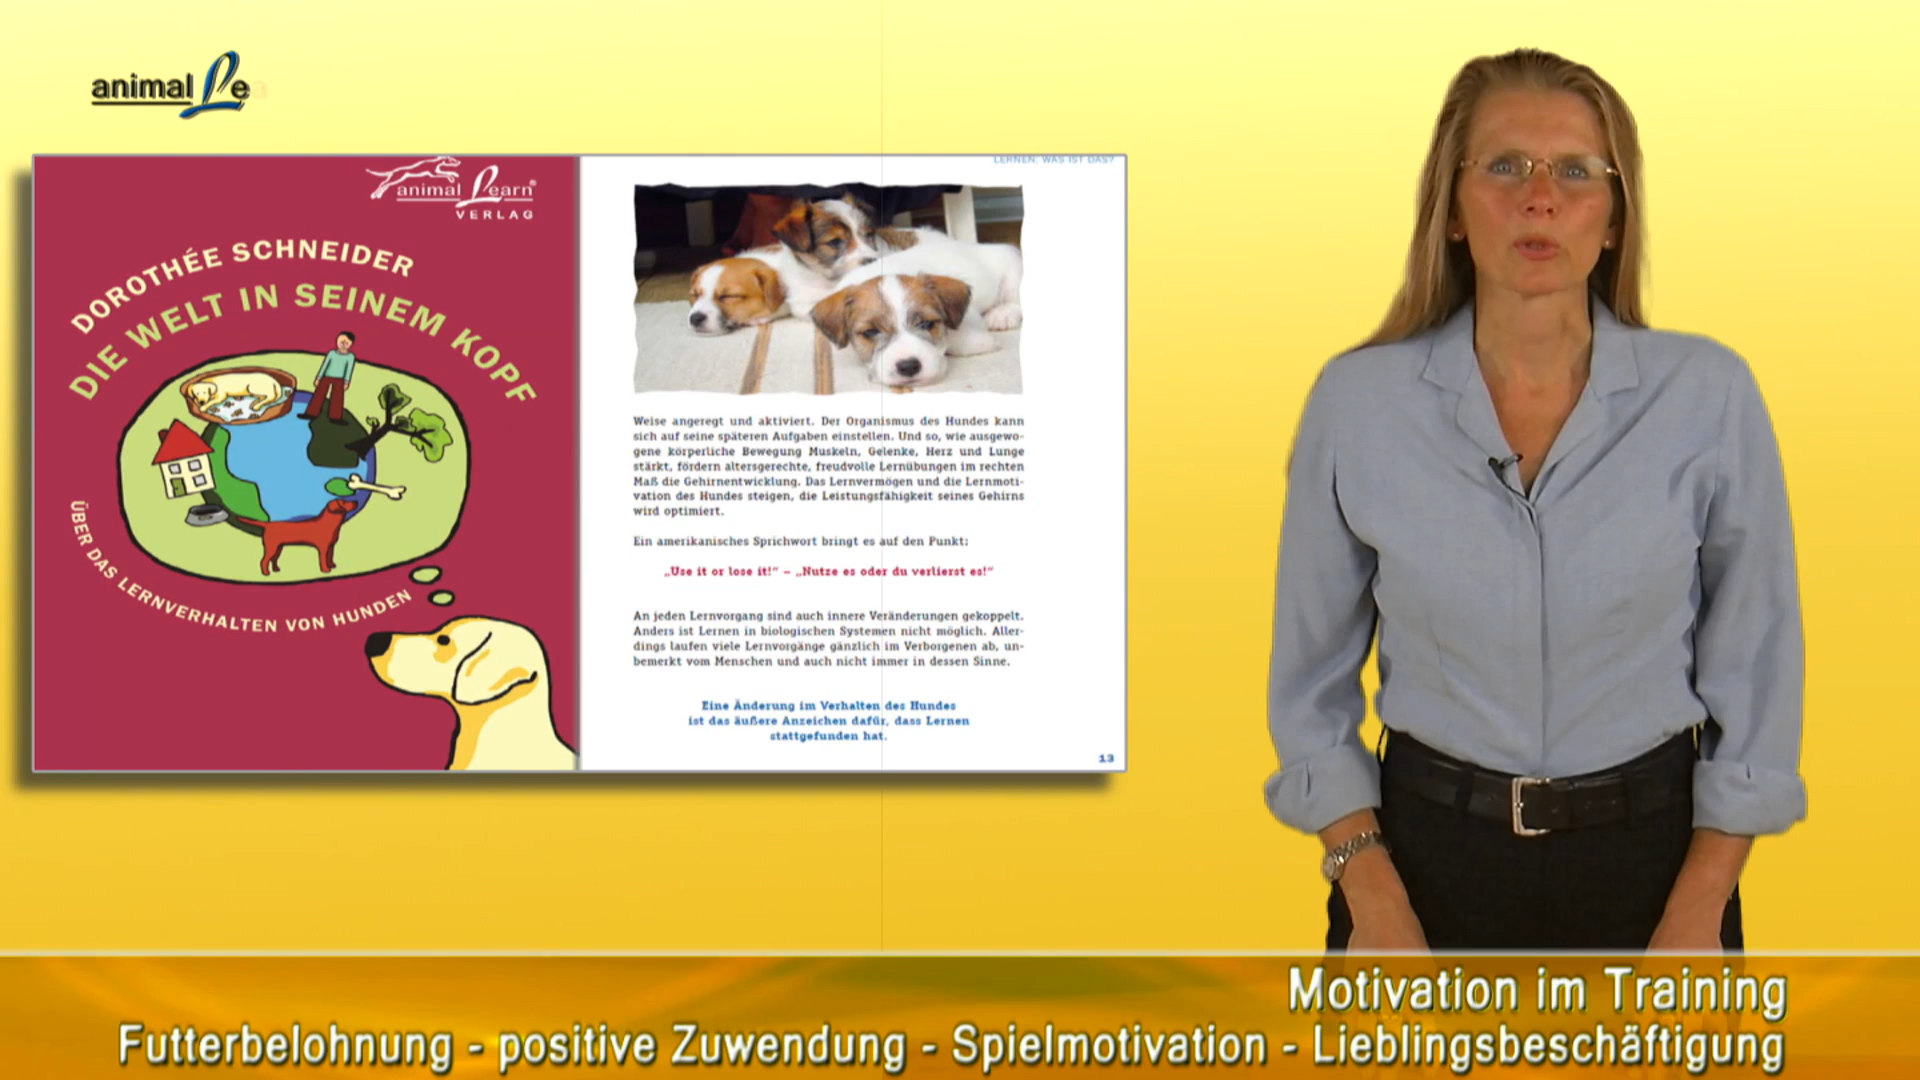 animal Le
animal Learn®
VERLAG
DOROTHÉE SCHNEIDER
DIE WELT IN SEINEM KOPF
ÜBER DAS LERNVERHALTEN VON HUNDEN
LERNEN: WAS IST DAS?
Weise angeregt und aktiviert. Der Organismus des Hundes kann
sich auf seine späteren Aufgaben einstellen. Und so, wie ausgewo-
gene körperliche Bewegung Muskeln, Gelenke, Herz und Lunge
stärkt, fördern altersgerechte, freudvolle Lernübungen im rechten
Maß die Gehirnentwicklung. Das Lernvermögen und die Lernmoti-
vation des Hundes steigen, die Leistungsfähigkeit seines Gehirns
wird optimiert.
Ein amerikanisches Sprichwort bringt es auf den Punkt:
„Use it or lose it!“ – „Nutze es oder du verlierst es!“
An jeden Lernvorgang sind auch innere Veränderungen gekoppelt.
Anders ist Lernen in biologischen Systemen nicht möglich. Aller-
dings laufen viele Lernvorgänge gänzlich im Verborgenen ab, un-
bemerkt vom Menschen und auch nicht immer in dessen Sinne.
Eine Änderung im Verhalten des Hundes
ist das äußere Anzeichen dafür, dass Lernen
stattgefunden hat.
13
Motivation im Training
Futterbelohnung - positive Zuwendung - Spielmotivation - Lieblingsbeschäftigung